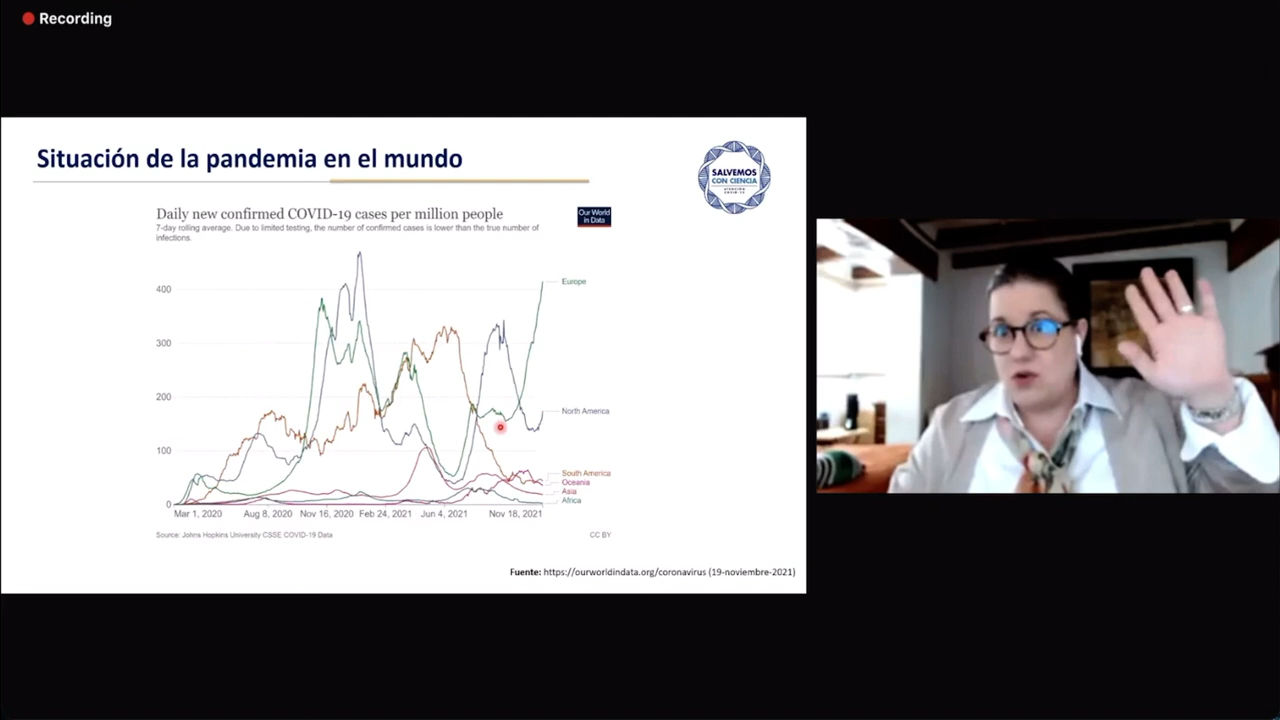 Recording
Situación de la pandemia en el mundo
SALVEMOS
CON CIENCIA
ATENCIÓN
COVID-19
Daily new confirmed COVID-19 cases per million people
Our World
in Data
7-day rolling average. Due to limited testing, the number of confirmed cases is lower than the true number of
infections.
400
300
200
100
0
Europe
North America
South America
Oceania
Asia
Africa
Mar 1, 2020 Aug 8, 2020 Nov 16, 2020 Feb 24, 2021 Jun 4, 2021 Nov 18, 2021
Source: Johns Hopkins University CSSE COVID-19 Data CC BY
Fuente: https://ourworldindata.org/coronavirus (19-noviembre-2021)